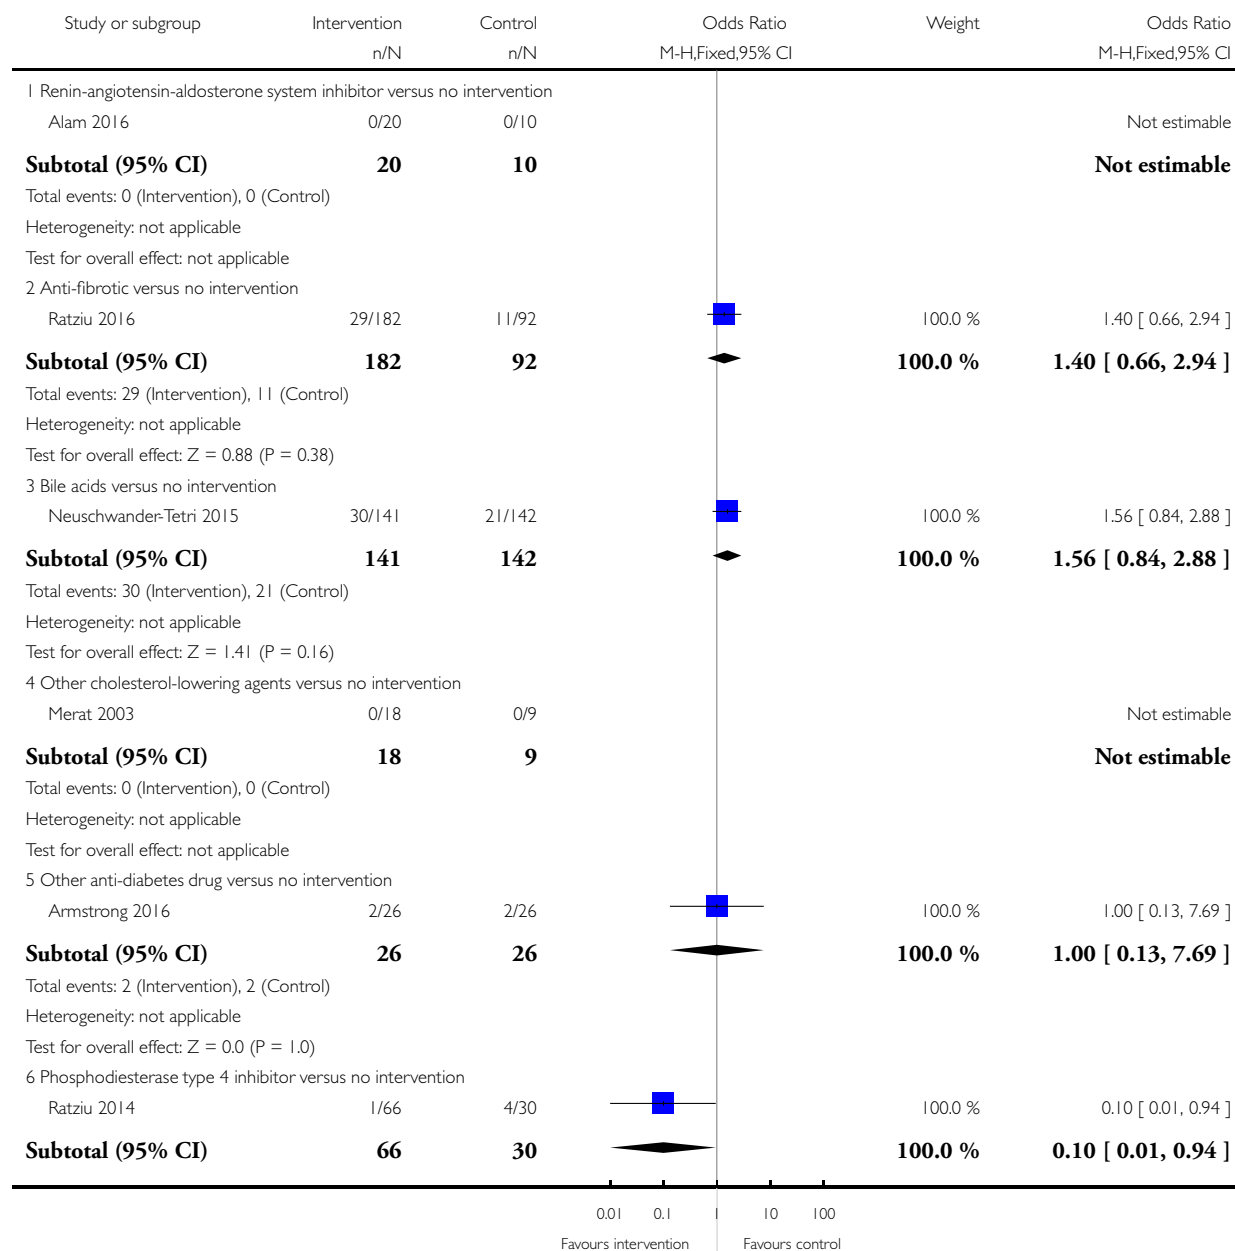 Study or subgroup Intervention Control Odds Ratio Weight Odds Ratio
n/N n/N M-H,Fixed,95% CI M-H,Fixed,95% CI
1 Renin-angiotensin-aldosterone system inhibitor versus no intervention
Alam 2016 0/20 0/10 Not estimable
Subtotal (95% CI) 20 10 Not estimable
Total events: 0 (Intervention), 0 (Control)
Heterogeneity: not applicable
Test for overall effect: not applicable
2 Anti-fibrotic versus no intervention
Ratziu 2016 29/182 11/92 100.0 % 1.40 [ 0.66, 2.94 ]
Subtotal (95% CI) 182 92 100.0 % 1.40 [ 0.66, 2.94 ]
Total events: 29 (Intervention), 11 (Control)
Heterogeneity: not applicable
Test for overall effect: Z = 0.88 (P = 0.38)
3 Bile acids versus no intervention
Neuschwander-Tetri 2015 30/141 21/142 100.0 % 1.56 [ 0.84, 2.88 ]
Subtotal (95% CI) 141 142 100.0 % 1.56 [ 0.84, 2.88 ]
Total events: 30 (Intervention), 21 (Control)
Heterogeneity: not applicable
Test for overall effect: Z = 1.41 (P = 0.16)
4 Other cholesterol-lowering agents versus no intervention
Merat 2003 0/18 0/9 Not estimable
Subtotal (95% CI) 18 9 Not estimable
Total events: 0 (Intervention), 0 (Control)
Heterogeneity: not applicable
Test for overall effect: not applicable
5 Other anti-diabetes drug versus no intervention
Armstrong 2016 2/26 2/26 100.0 % 1.00 [ 0.13, 7.69 ]
Subtotal (95% CI) 26 26 100.0 % 1.00 [ 0.13, 7.69 ]
Total events: 2 (Intervention), 2 (Control)
Heterogeneity: not applicable
Test for overall effect: Z = 0.0 (P = 1.0)
6 Phosphodiesterase type 4 inhibitor versus no intervention
Ratziu 2014 1/66 4/30 100.0 % 0.10 [ 0.01, 0.94 ]
Subtotal (95% CI) 66 30 100.0 % 0.10 [ 0.01, 0.94 ]
0.01 0.1 1 10 100
Favours intervention Favours control